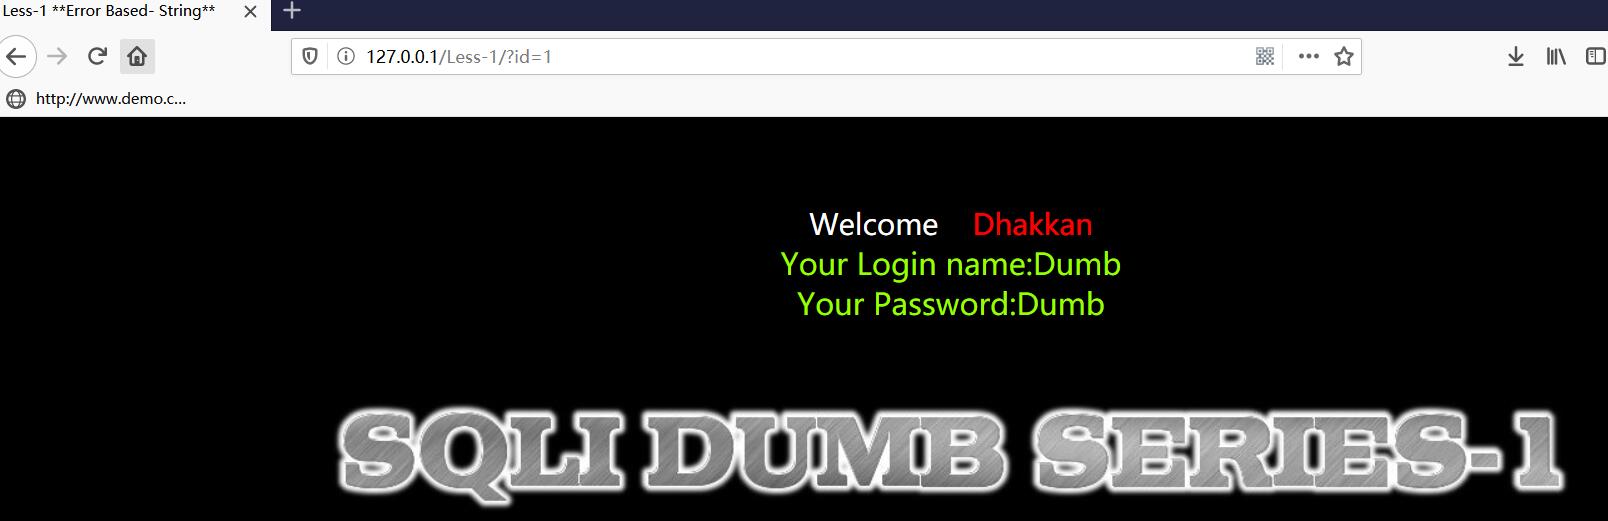 Less-1 **Error Based- String**
127.0.0.1/Less-1/?id=1
http://www.demo.c...
Welcome Dhakkan
Your Login name:Dumb
Your Password:Dumb
SQLI DUMB SERIES-1